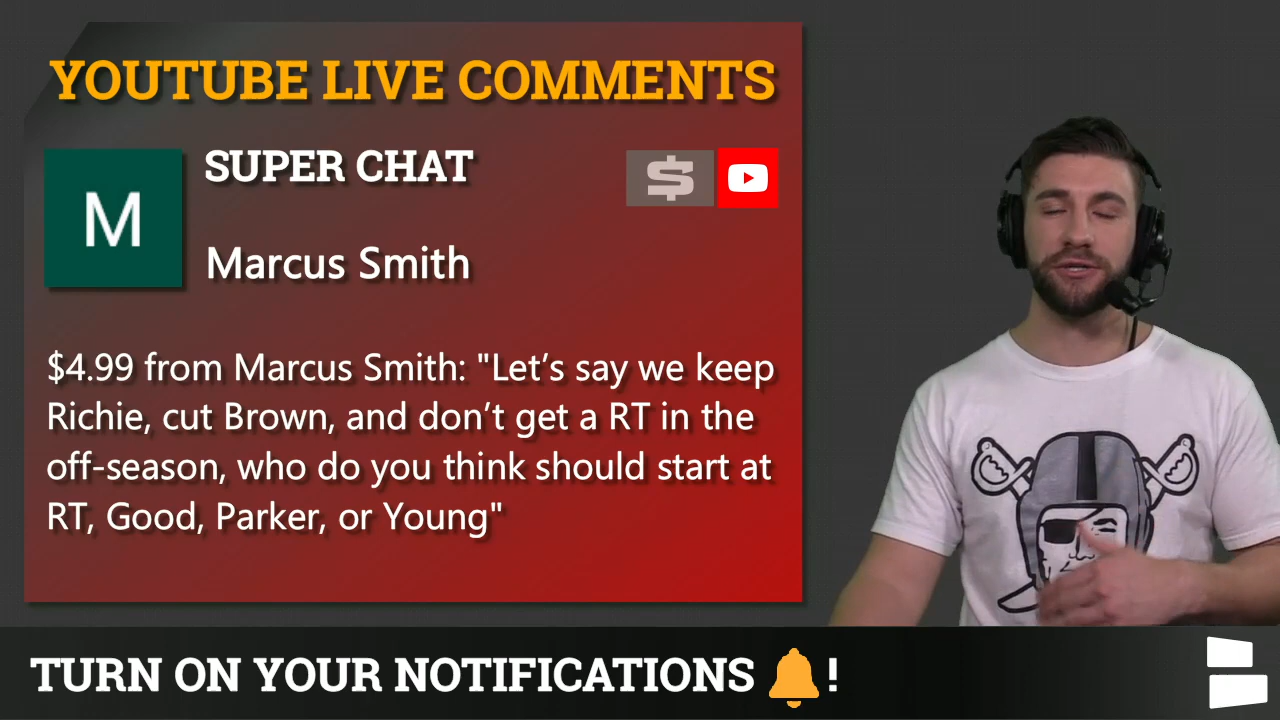 YOUTUBE LIVE COMMENTS
M
SUPER CHAT
$
Marcus Smith
$4.99 from Marcus Smith: "Let’s say we keep
Richie, cut Brown, and don’t get a RT in the
off-season, who do you think should start at
RT, Good, Parker, or Young"
TURN ON YOUR NOTIFICATIONS 🔔!